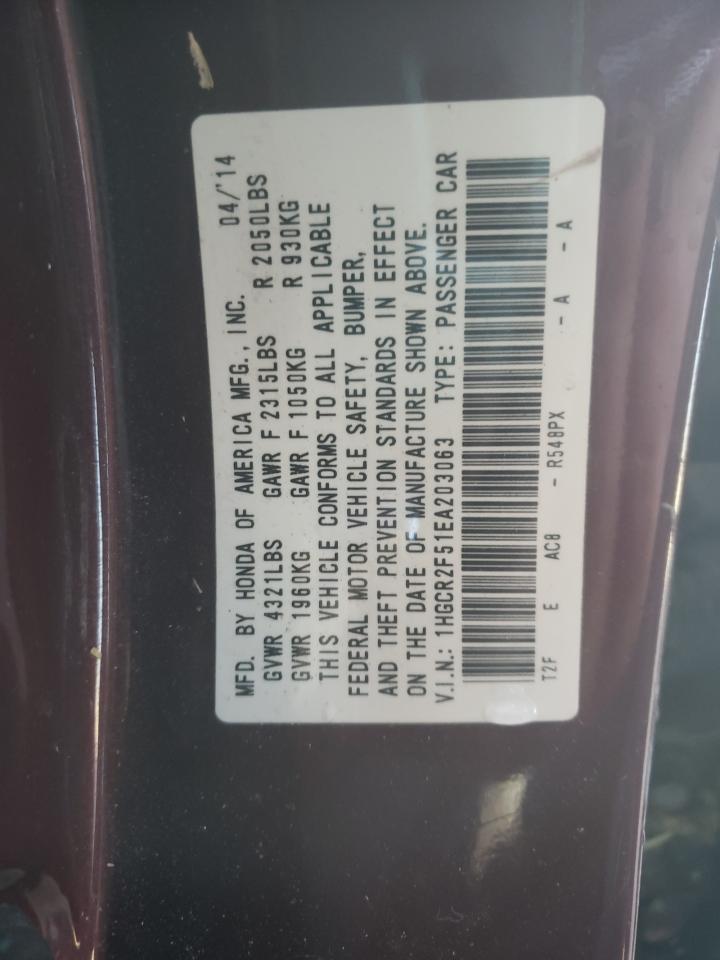 MFD. BY HONDA OF AMERICA MFG., INC. 04/'14
GVWR 4321LBS GAWR F 2315LBS R 2050LBS
GVWR 1960KG GAWR F 1050KG R 930KG
THIS VEHICLE CONFORMS TO ALL APPLICABLE
FEDERAL MOTOR VEHICLE SAFETY, BUMPER,
AND THEFT PREVENTION STANDARDS IN EFFECT
ON THE DATE OF MANUFACTURE SHOWN ABOVE.
V.I.N.: 1HGCR2F51EA203063 TYPE: PASSENGER CAR
T2F E AC8 - R548PX - A - A